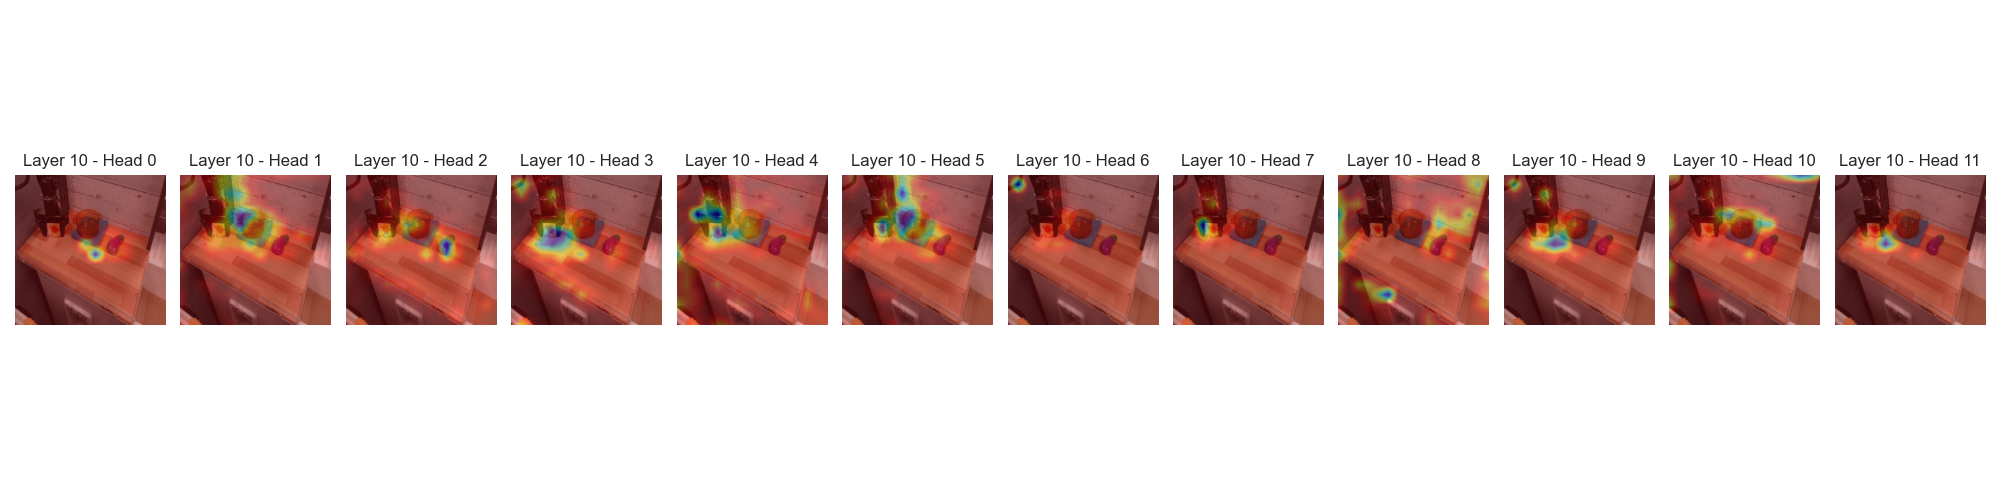 Layer 10 - Head 0
Layer 10 - Head 1
Layer 10 - Head 2
Layer 10 - Head 3
Layer 10 - Head 4
Layer 10 - Head 5
Layer 10 - Head 6
Layer 10 - Head 7
Layer 10 - Head 8
Layer 10 - Head 9
Layer 10 - Head 10
Layer 10 - Head 11